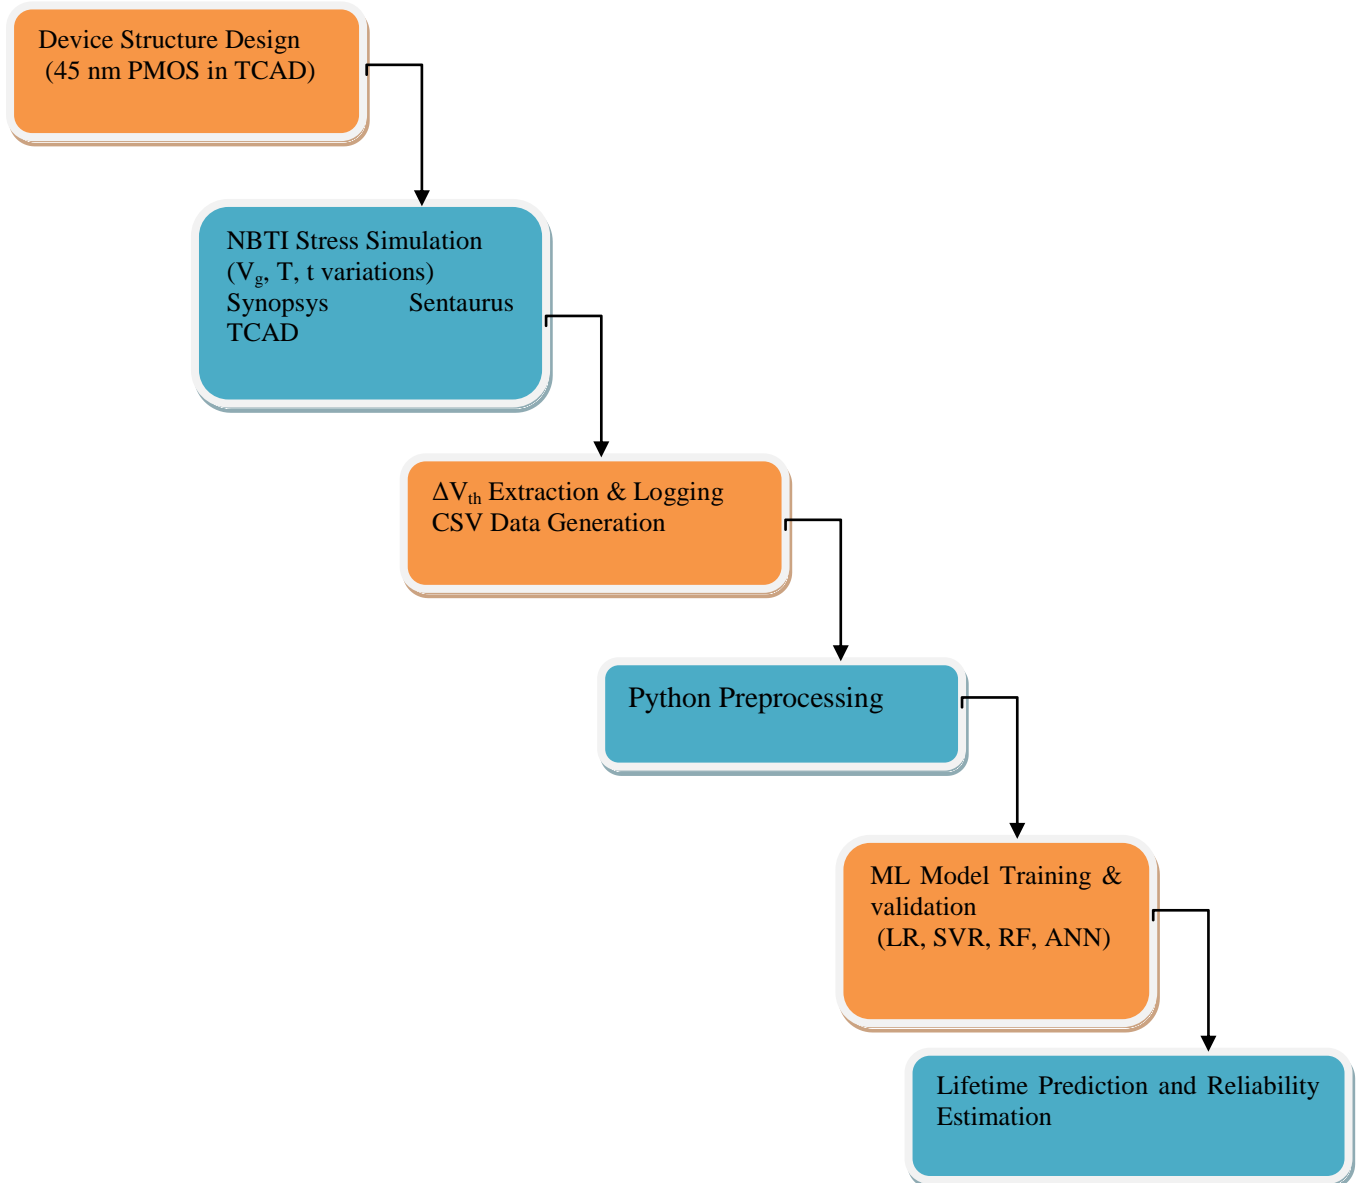 Device Structure Design
(45 nm PMOS in TCAD)
NBTI Stress Simulation
(Vg, T, t variations)
Synopsys Sentaurus
TCAD
ΔVth Extraction & Logging
CSV Data Generation
Python Preprocessing
ML Model Training &
validation
(LR, SVR, RF, ANN)
Lifetime Prediction and Reliability
Estimation